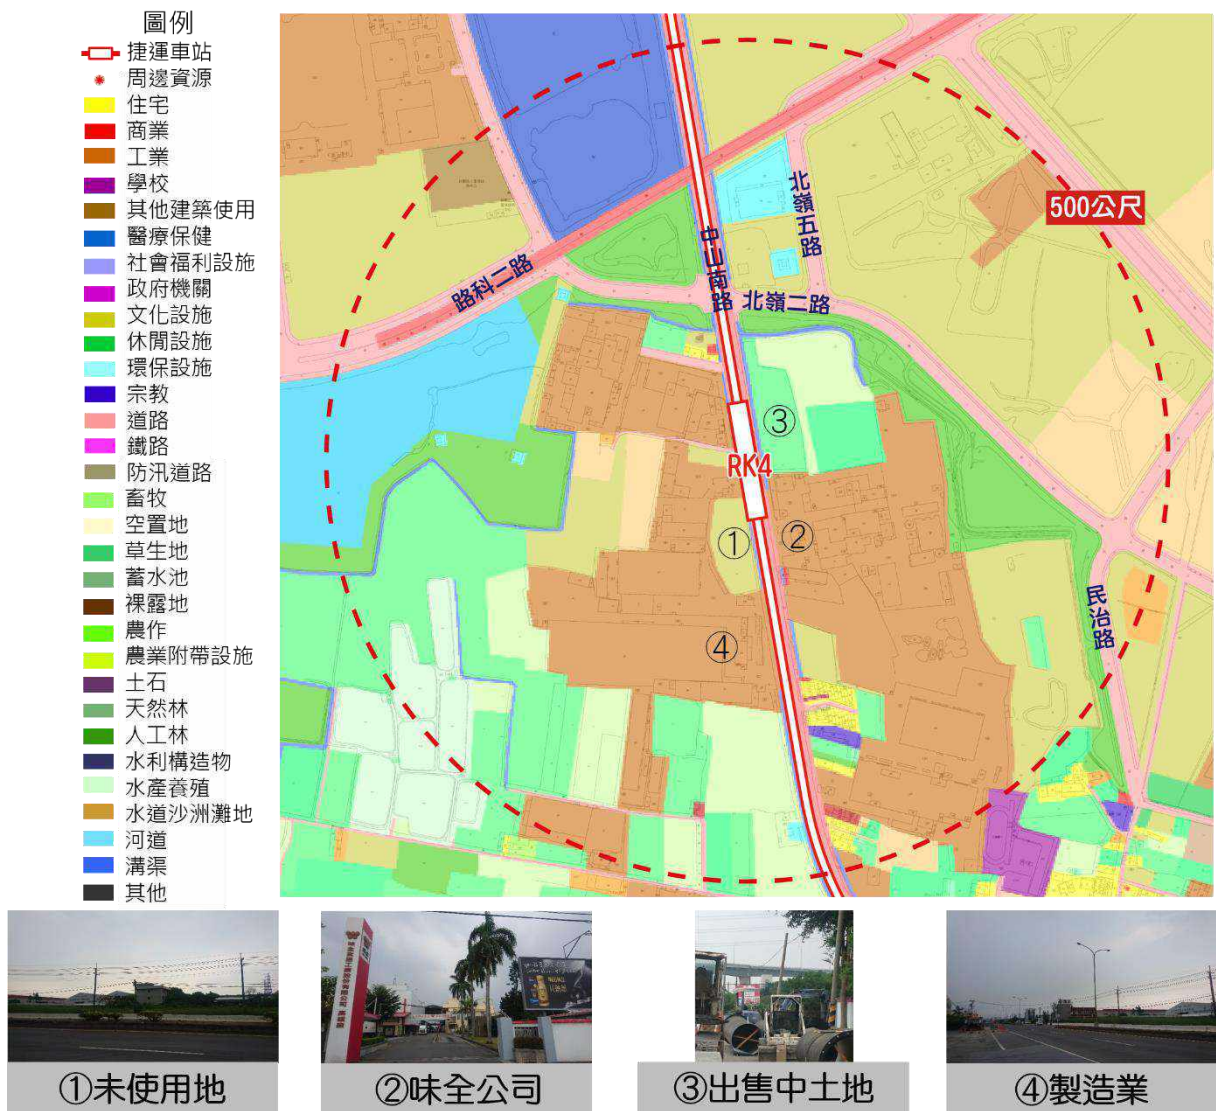 圖例
捷運車站
周邊資源
住宅
商業
工業
學校
其他建築使用
醫療保健
社會福利設施
政府機關
文化設施
休閒設施
環保設施
宗教
道路
鐵路
防汛道路
畜牧
空置地
草生地
蓄水池
裸露地
農作
農業附帶設施
土石
天然林
人工林
水利構造物
水產養殖
水道沙洲灘地
河道
溝渠
其他
500公尺
北嶺五路
中山南路
路科二路
北嶺二路
③
RK4
①
②
民治路
④
①未使用地
②味全公司
③出售中土地
④製造業